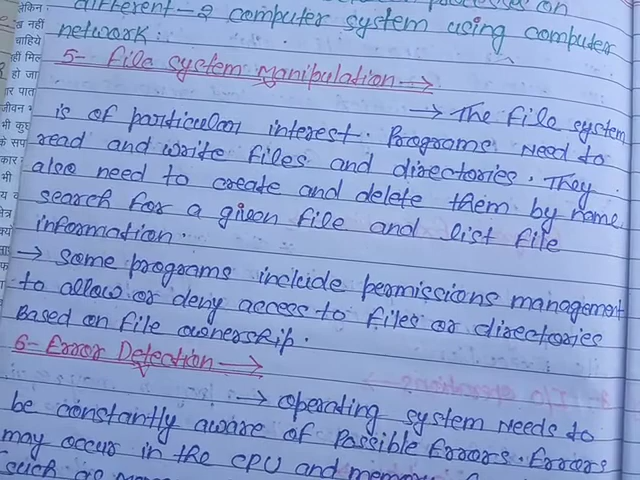 different-2 computer system using computer
network.
5- File system Manipulation →
→ The file system
is of particular interest. Programs Need to
read and write files and directories. They
also need to create and delete them by name,
search for a given file and list file
information.
→ Some programs include permissions management
to allow or deny access to files or directories
Based on file ownership.
6- Error Detection →
→ operating system Needs to
be constantly aware of Possible Errors. Errors
may occur in the CPU and memory
such as